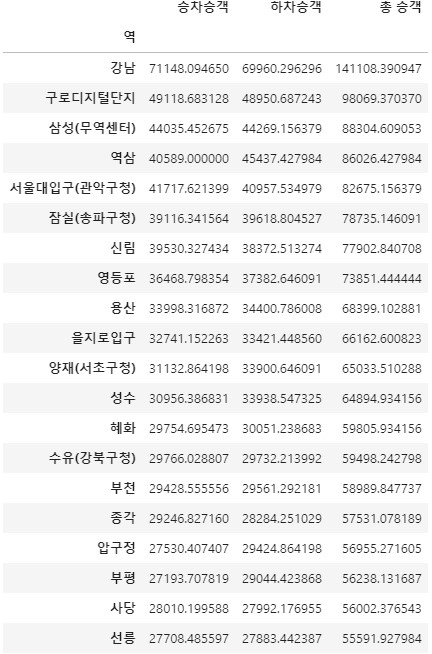 승차승객 하차승객 총 승객
역
강남 71148.094650 69960.296296 141108.390947
구로디지털단지 49118.683128 48950.687243 98069.370370
삼성(무역센터) 44035.452675 44269.156379 88304.609053
역삼 40589.000000 45437.427984 86026.427984
서울대입구(관악구청) 41717.621399 40957.534979 82675.156379
잠실(송파구청) 39116.341564 39618.804527 78735.146091
신림 39530.327434 38372.513274 77902.840708
영등포 36468.798354 37382.646091 73851.444444
용산 33998.316872 34400.786008 68399.102881
을지로입구 32741.152263 33421.448560 66162.600823
양재(서초구청) 31132.864198 33900.646091 65033.510288
성수 30956.386831 33938.547325 64894.934156
혜화 29754.695473 30051.238683 59805.934156
수유(강북구청) 29766.028807 29732.213992 59498.242798
부천 29428.555556 29561.292181 58989.847737
종각 29246.827160 28284.251029 57531.078189
압구정 27530.407407 29424.864198 56955.271605
부평 27193.707819 29044.423868 56238.131687
사당 28010.199588 27992.176955 56002.376543
선릉 27708.485597 27883.442387 55591.927984